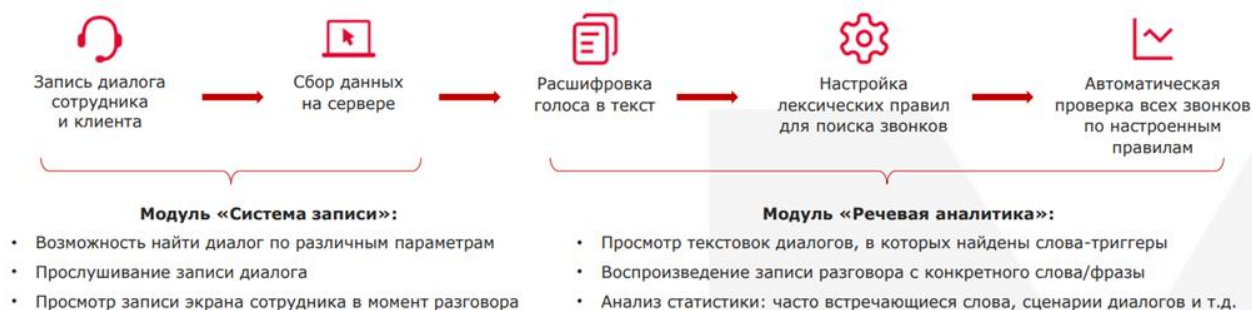 Запись диалога
сотрудника
и клиента
Сбор данных
на сервере
Расшифровка
голоса в текст
Настройка
лексических правил
для поиска звонков
Автоматическая
проверка всех звонков
по настроенным
правилам
Модуль «Система записи»:
• Возможность найти диалог по различным параметрам
• Прослушивание записи диалога
• Просмотр записи экрана сотрудника в момент разговора
Модуль «Речевая аналитика»:
• Просмотр текстовок диалогов, в которых найдены слова-триггеры
• Воспроизведение записи разговора с конкретного слова/фразы
• Анализ статистики: часто встречающиеся слова, сценарии диалогов и т.д.